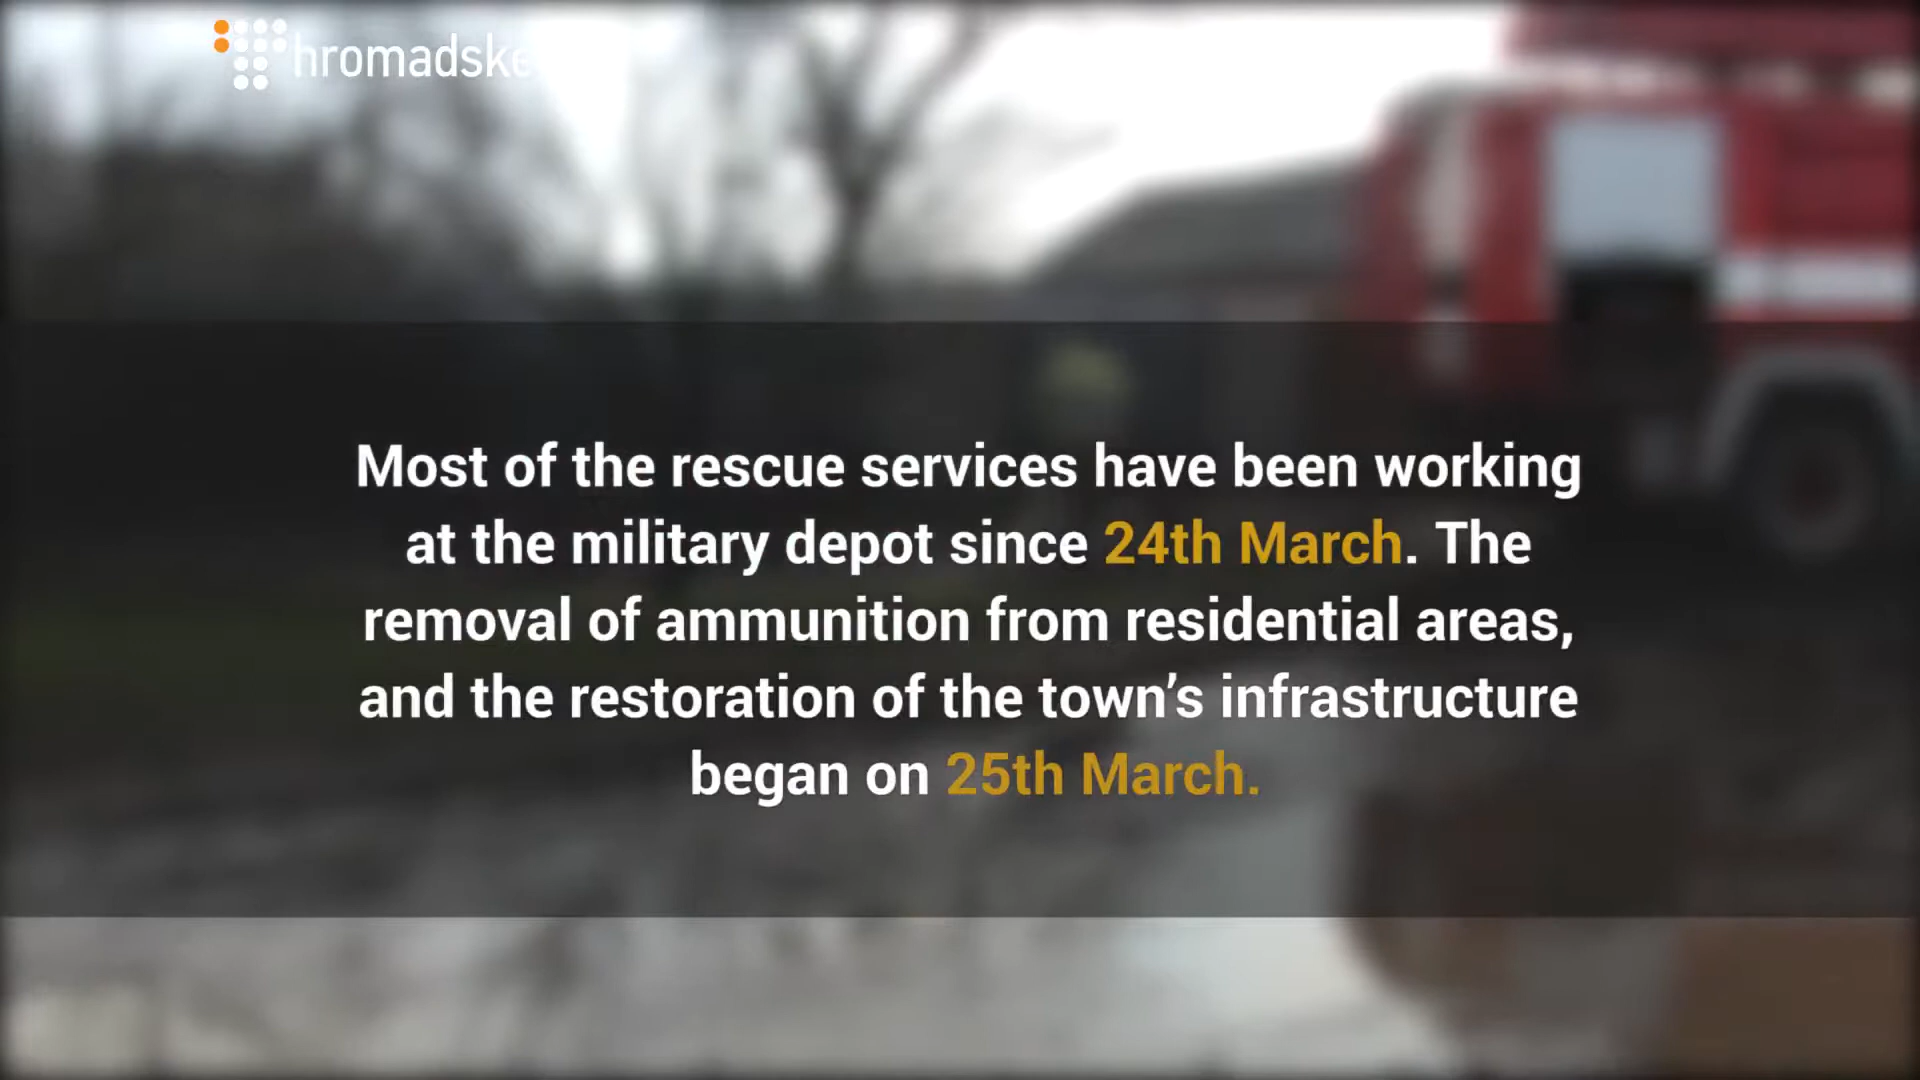 hromadske
Most of the rescue services have been working
at the military depot since 24th March. The
removal of ammunition from residential areas,
and the restoration of the town’s infrastructure
began on 25th March.